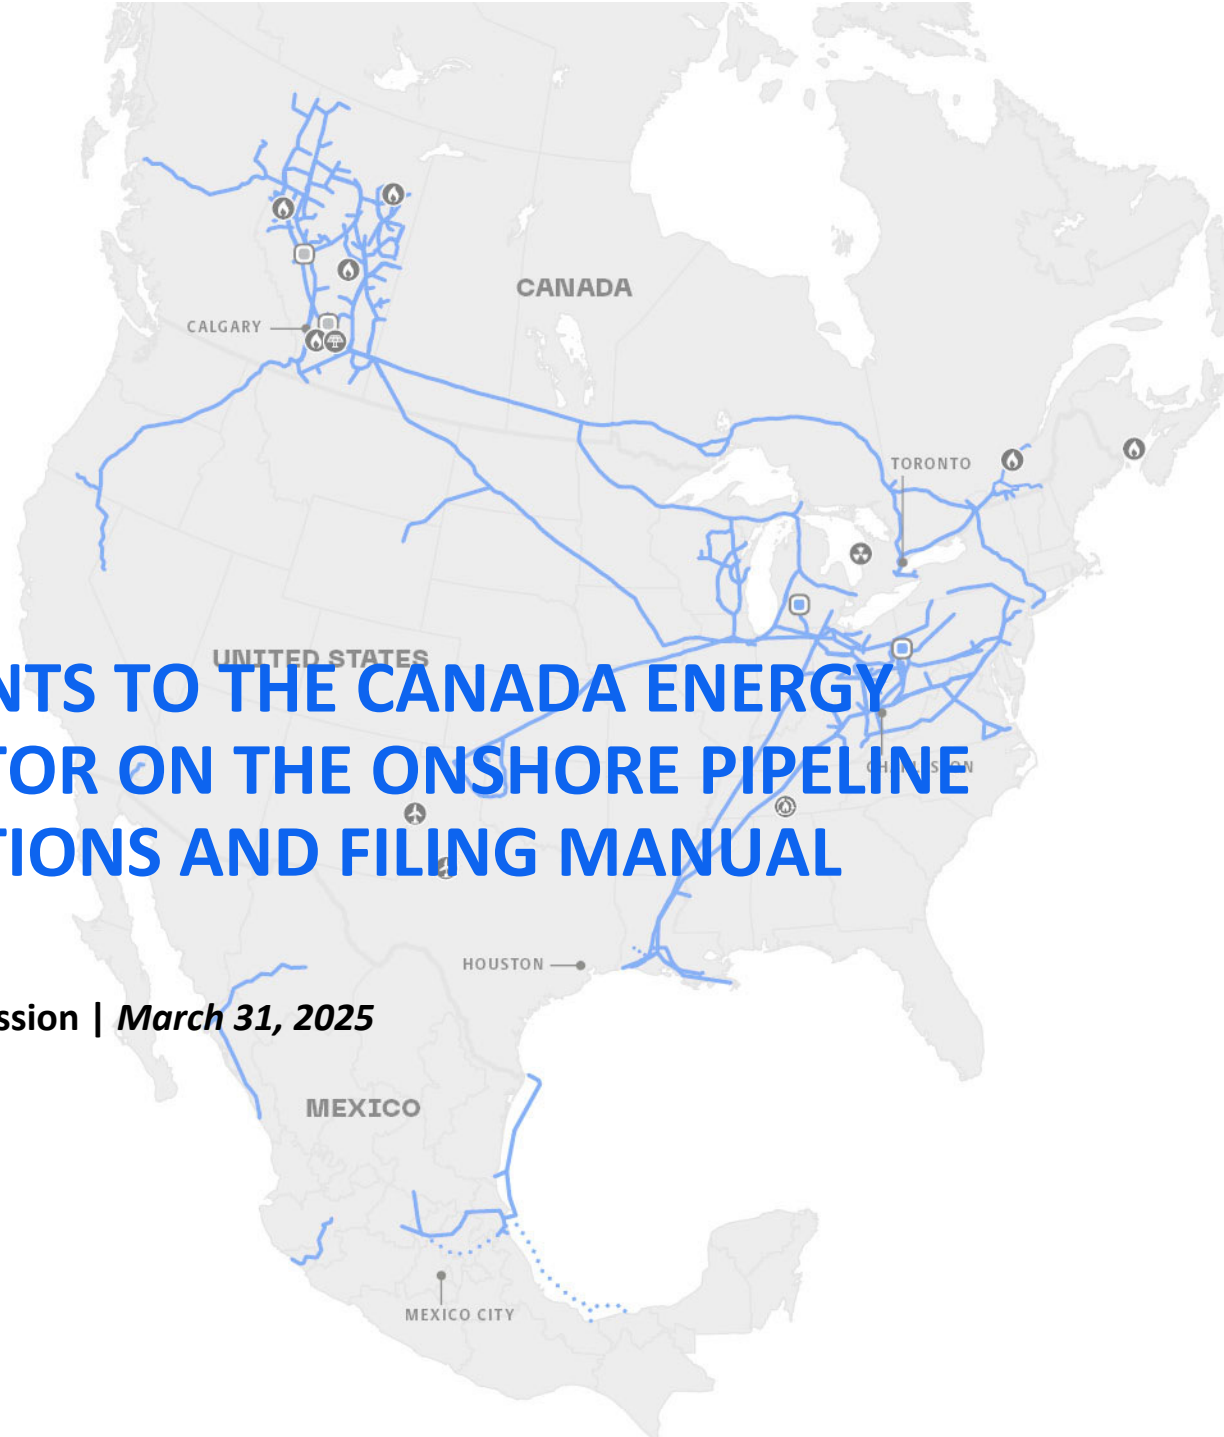 CANADA
CALGARY
TORONTO
UNITED STATES
NTS TO THE CANADA ENERGY
TOR ON THE ONSHORE PIPELINE
CHARLESTON
TIONS AND FILING MANUAL
HOUSTON
ssion | March 31, 2025
MEXICO
MEXICO CITY